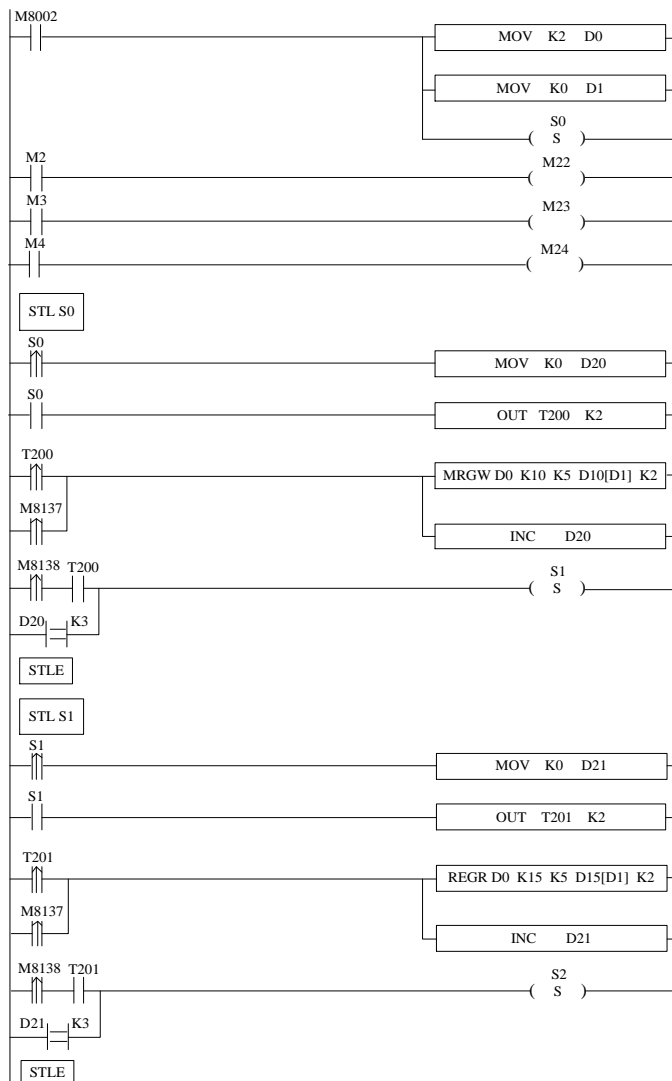 M8002
MOV K2 D0
MOV K0 D1
S0
( S )
M2
M22
( )
M3
M23
( )
M4
M24
( )
STL S0
S0
MOV K0 D20
S0
OUT T200 K2
T200
MRGW D0 K10 K5 D10[D1] K2
M8137
INC D20
M8138 T200
S1
( S )
D20 K3
STLE
STL S1
S1
MOV K0 D21
S1
OUT T201 K2
T201
REGR D0 K15 K5 D15[D1] K2
M8137
INC D21
M8138 T201
S2
( S )
D21 K3
STLE